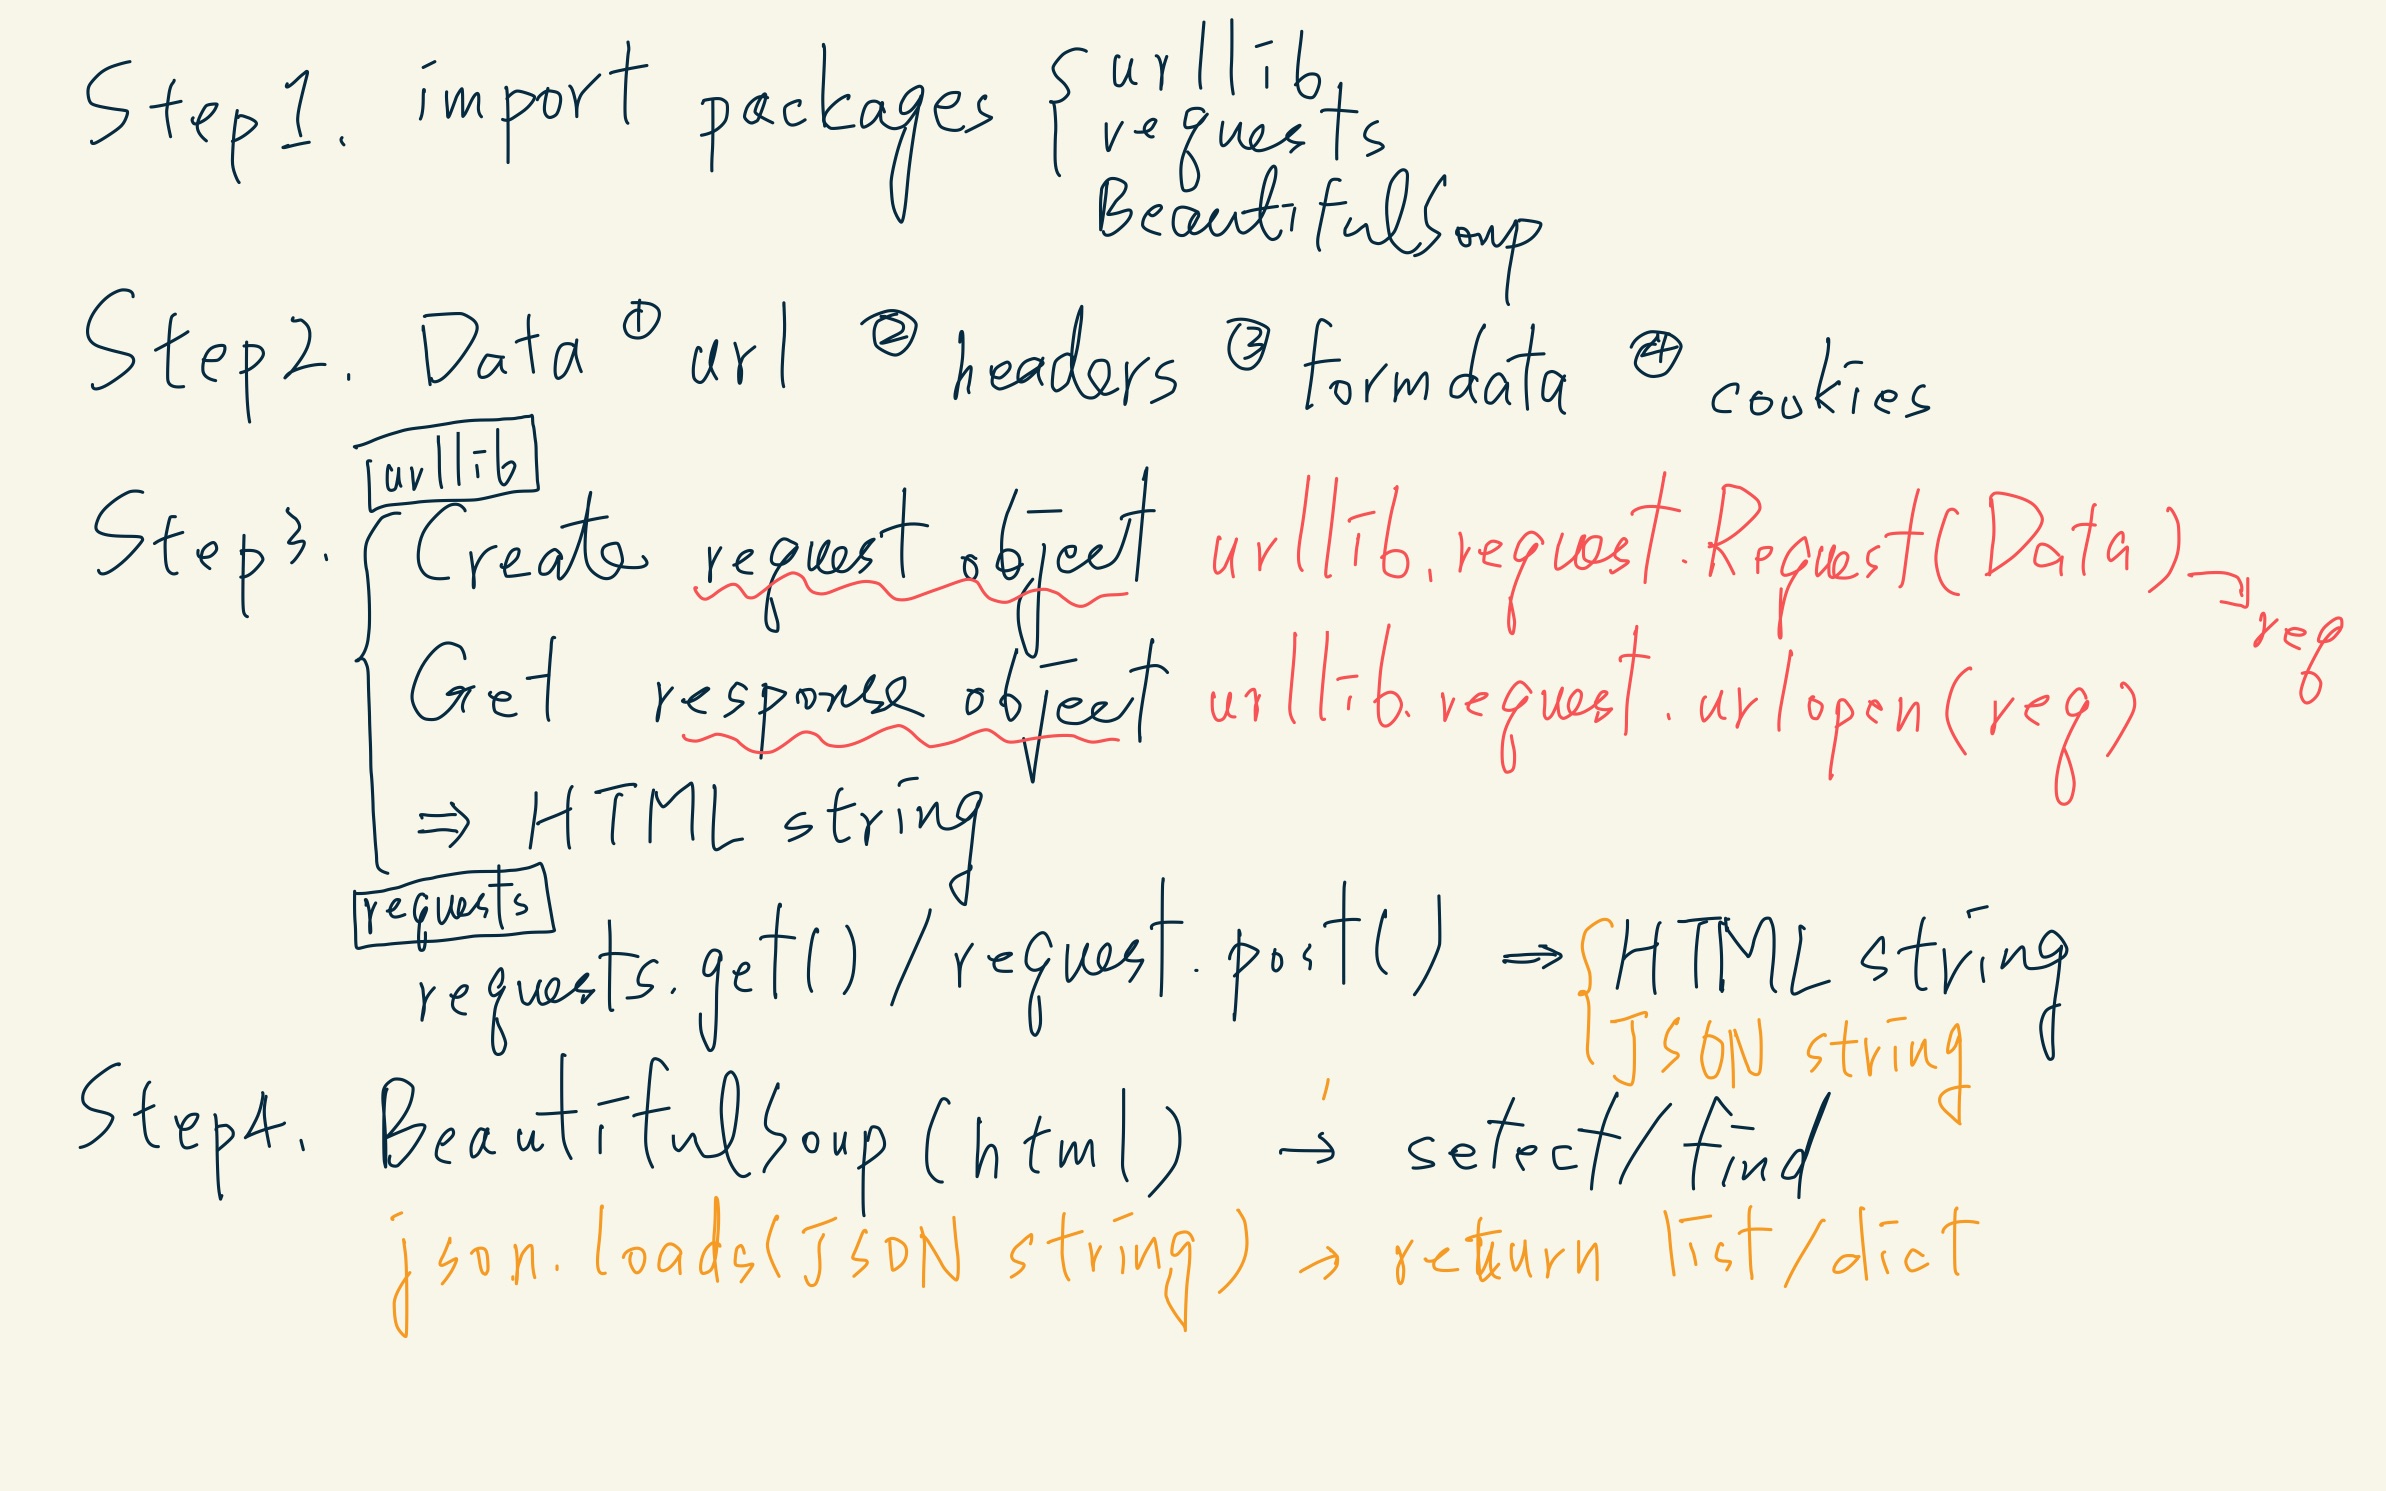 Step1. import packages { urllib
requests
BeautifulSoup
Step2. Data ① url ② headers ③ formdata ④ cookies
urllib
Step3. Create request object urllib.request.Request(Data) → req
Get response object urllib.request.urlopen(req)
⇒ HTML string
requests
requests.get() / request.post() ⇒ { HTML string
JSON string
Step4. BeautifulSoup(html) → setect/find
json.loads(JSON string) → return list/dict